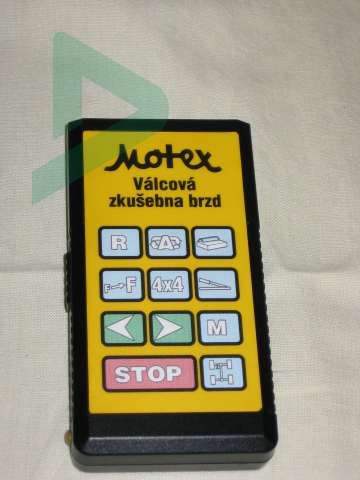 Motex
Válcová
zkušebna brzd
R A
F→F 4x4
M
STOP